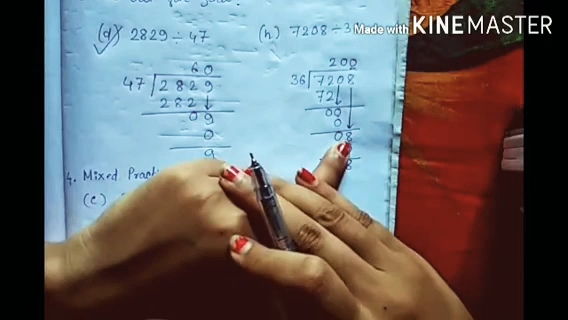 (d) 2829 ÷ 47
60
47 2829
282
09
0
9
(h) 7208 ÷ 3
200
36 7208
72
00
0
08
8
4. Mixed
(c)
Made with KINEMASTER